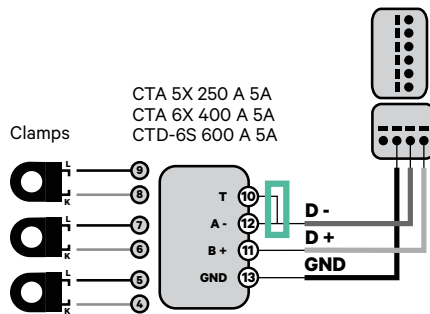 CTA 5X 250 A 5A
CTA 6X 400 A 5A
CTD-6S 600 A 5A
Clamps
L
K
9
8
L
K
7
6
L
K
5
4
T
10
A -
12
B +
11
GND
13
D -
D +
GND